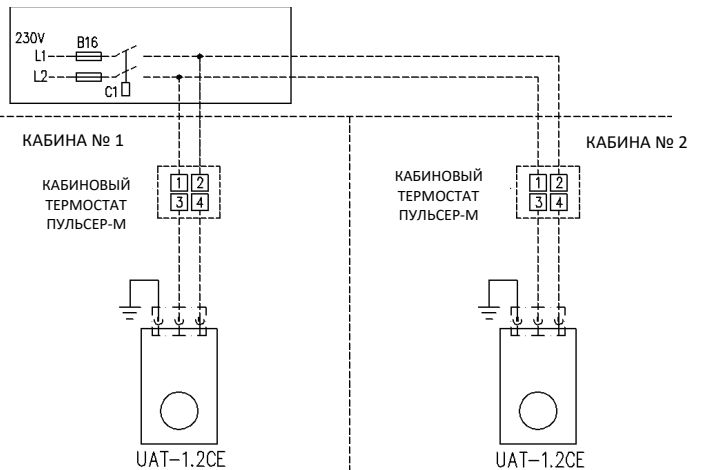 230V
B16
L1
L2
C1
КАБИНА № 1
КАБИНА № 2
КАБИНОВЫЙ
ТЕРМОСТАТ
ПУЛЬСЕР-М
1 2
3 4
КАБИНОВЫЙ
ТЕРМОСТАТ
ПУЛЬСЕР-М
1 2
3 4
UAT-1.2CE
UAT-1.2CE